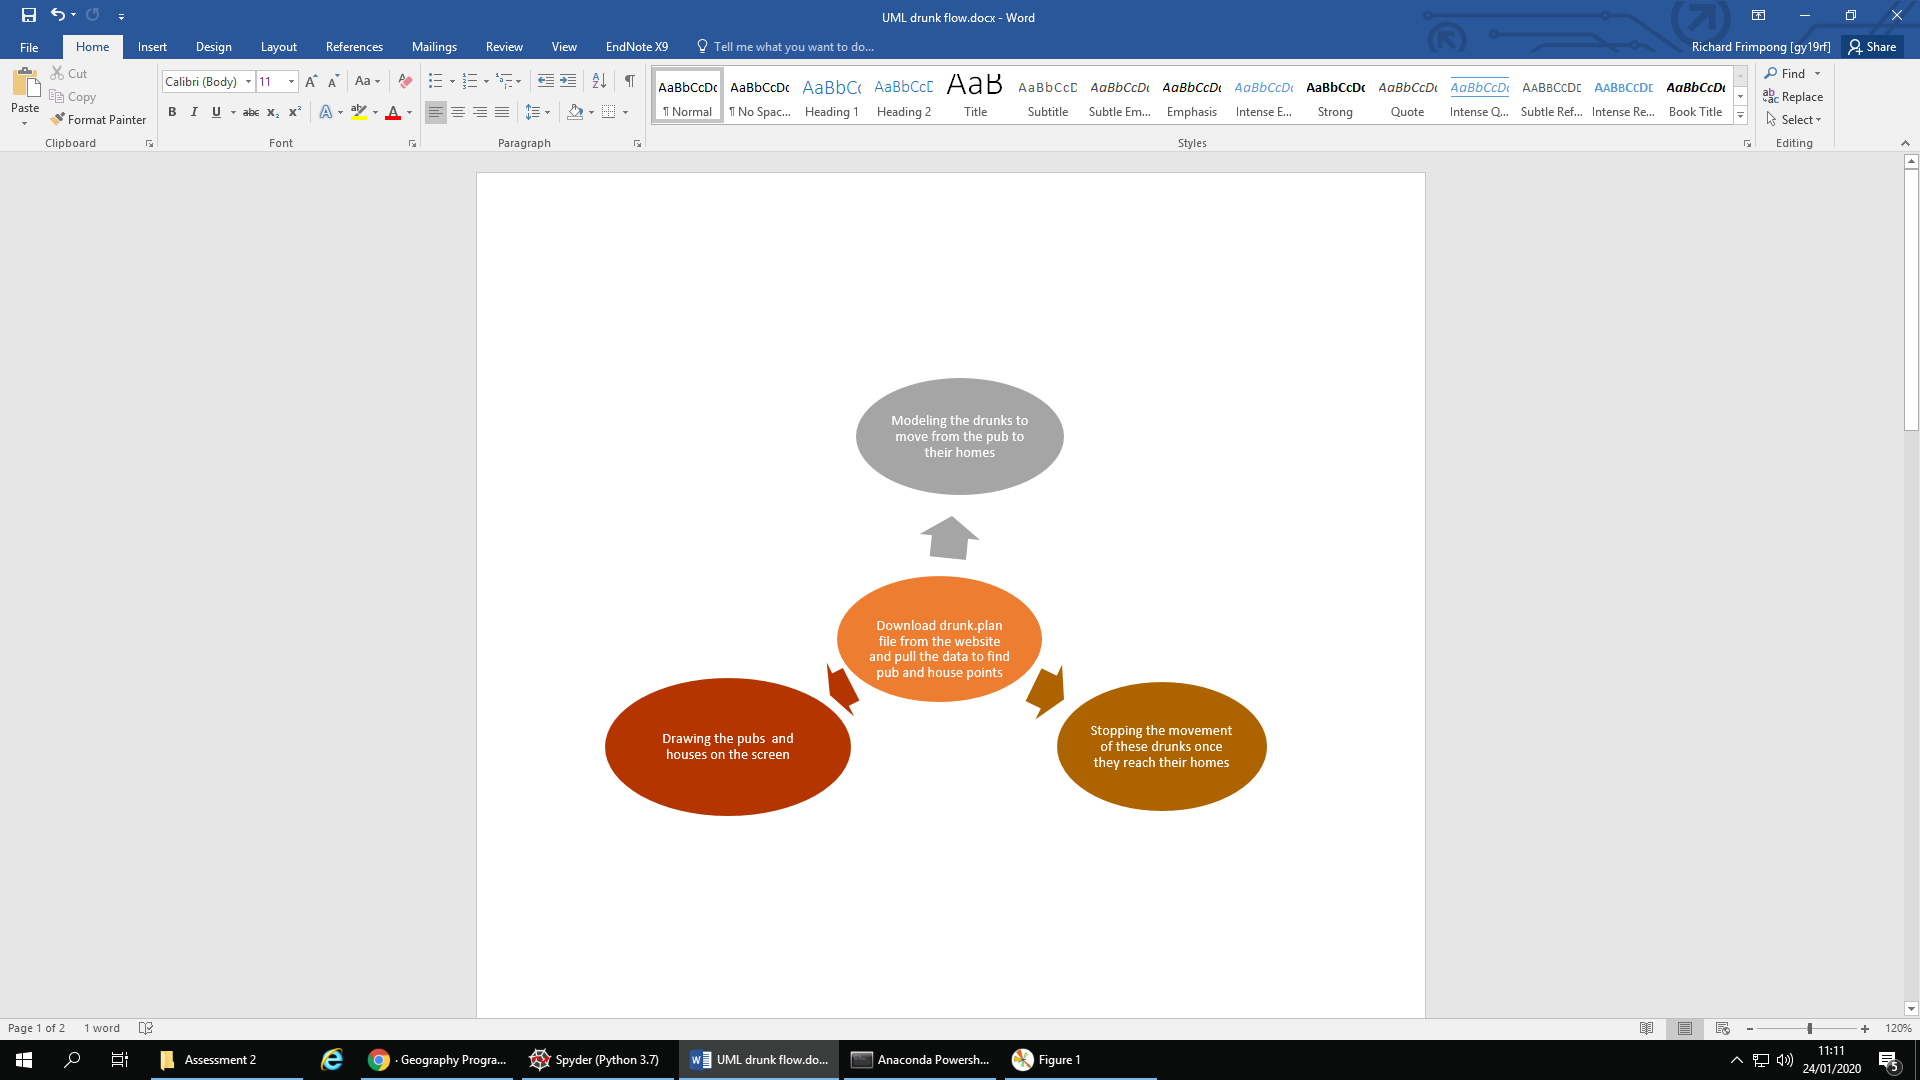 UML drunk flow.docx - Word
File Home Insert Design Layout References Mailings Review View EndNote X9 Tell me what you want to do... Richard Frimpong [gy19rf] Share
Paste
Cut
Copy
Format Painter
Clipboard
Calibri (Body) 11
Font
Paragraph
AaBbCcDc AaBbCcDc AaBbCc AaBbCcD AaB AaBbCcD AaBbCcDc AaBbCcDc AaBbCcDc AaBbCcDc AaBbCcDc AaBbCcDc AABBCCDE AABBCCDE AaBbCcDc
¶ Normal ¶ No Spac... Heading 1 Heading 2 Title Subtitle Subtle Em... Emphasis Intense E... Strong Quote Intense Q... Subtle Ref... Intense Re... Book Title
Styles
Find
Replace
Select
Editing
Modeling the drunks to
move from the pub to
their homes
Download drunk.plan
file from the website
and pull the data to find
pub and house points
Drawing the pubs  and
houses on the screen
Stopping the movement
of these drunks once
they reach their homes
Page 1 of 2 1 word 120%
Assessment 2 · Geography Progra... Spyder (Python 3.7) UML drunk flow.do... Anaconda Powersh... Figure 1
11:11
24/01/2020
5